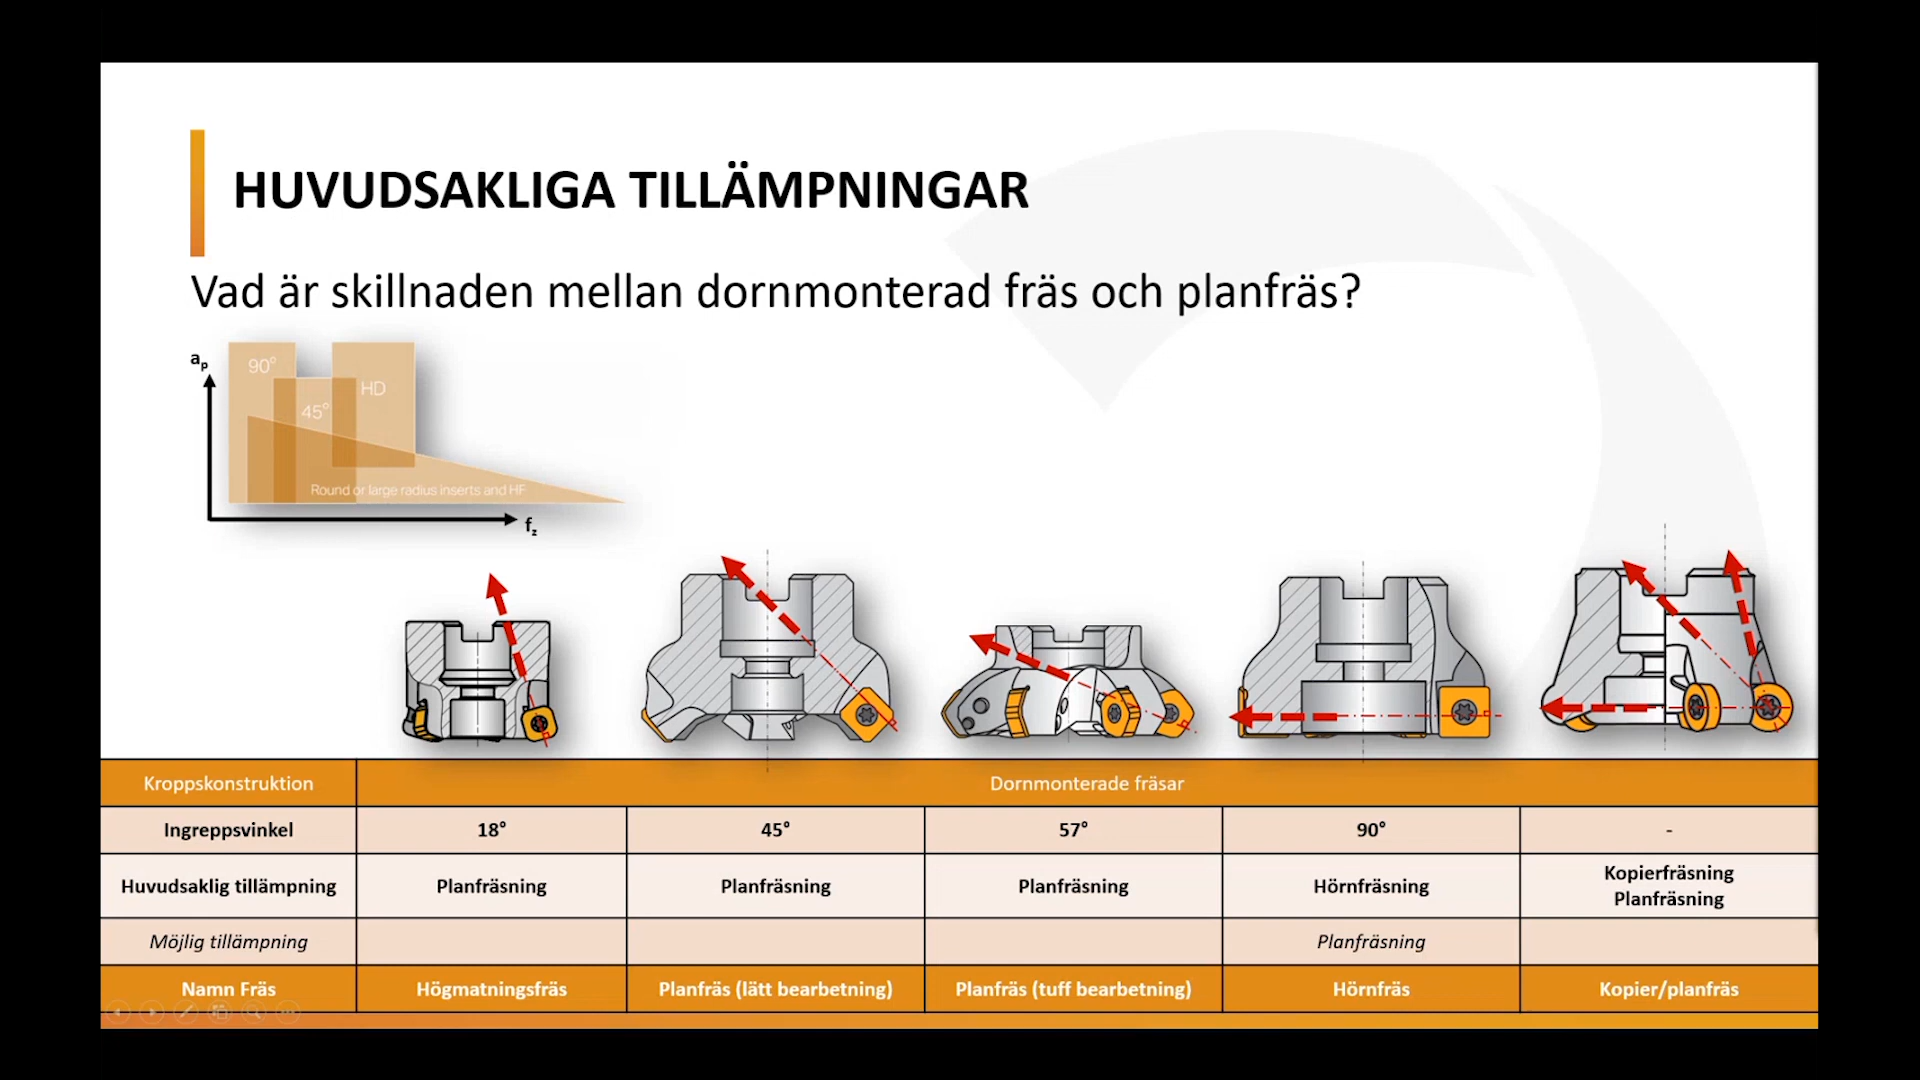 HUVUDSAKLIGA TILLÄMPNINGAR
Vad är skillnaden mellan dornmonterad fräs och planfräs?
ap
90°
HD
45°
Round or large radius inserts and HF
fz
Kroppskonstruktion Dornmonterade fräsar
Ingreppsvinkel 18° 45° 57° 90° -
Huvudsaklig tillämpning Planfräsning Planfräsning Planfräsning Hörnfräsning Kopierfräsning
Planfräsning
Möjlig tillämpning Planfräsning
Namn Fräs Högmatningsfräs Planfräs (lätt bearbetning) Planfräs (tuff bearbetning) Hörnfräs Kopier/planfräs